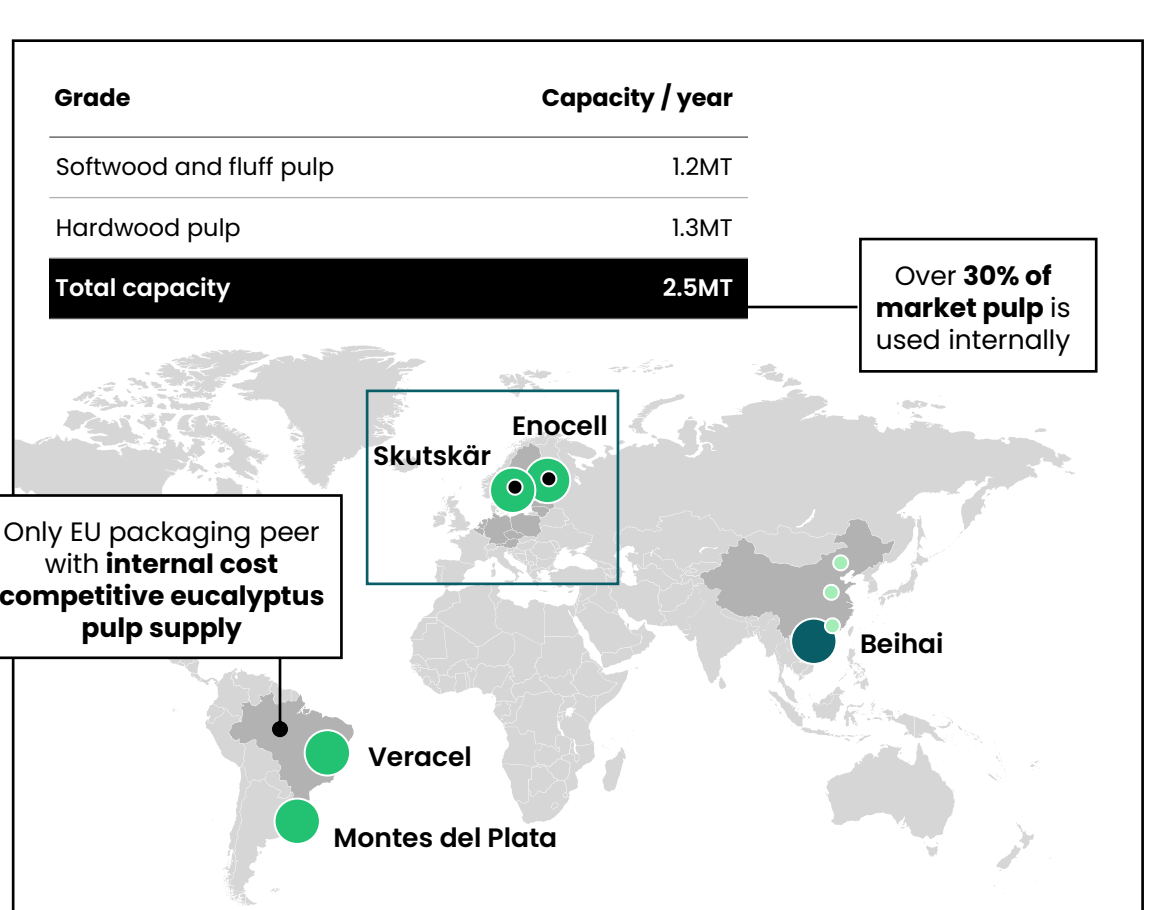 Grade Capacity / year
Softwood and fluff pulp 1.2MT
Hardwood pulp 1.3MT
Total capacity 2.5MT
Over 30% of
market pulp is
used internally
Enocell
Skutskär
Only EU packaging peer
with internal cost
competitive eucalyptus
pulp supply
Beihai
Veracel
Montes del Plata